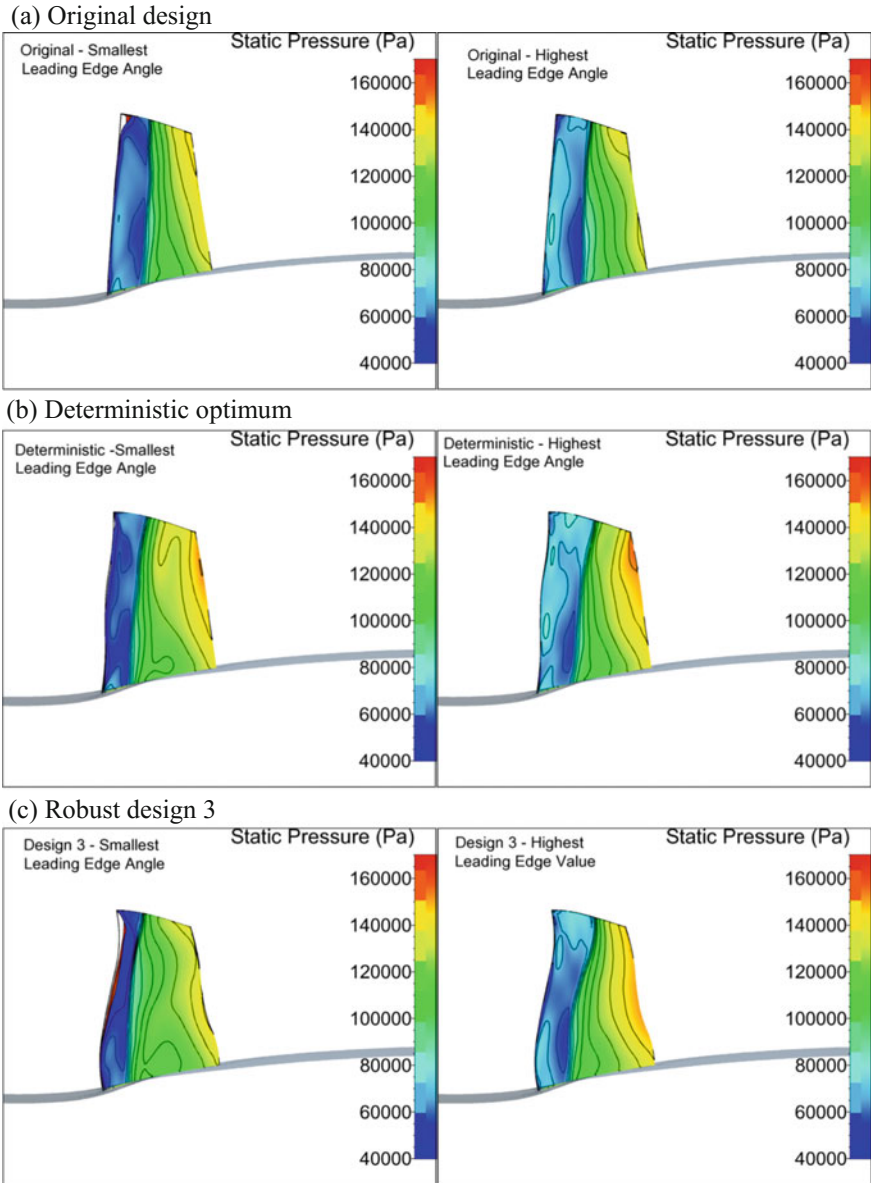 (a) Original design
Original - Smallest
Leading Edge Angle
Static Pressure (Pa)
160000
140000
120000
100000
80000
60000
40000
Original - Highest
Leading Edge Angle
Static Pressure (Pa)
160000
140000
120000
100000
80000
60000
40000
(b) Deterministic optimum
Deterministic -Smallest
Leading Edge Angle
Static Pressure (Pa)
160000
140000
120000
100000
80000
60000
40000
Deterministic - Highest
Leading Edge Angle
Static Pressure (Pa)
160000
140000
120000
100000
80000
60000
40000
(c) Robust design 3
Design 3 - Smallest
Leading Edge Angle
Static Pressure (Pa)
160000
140000
120000
100000
80000
60000
40000
Design 3 - Highest
Leading Edge Value
Static Pressure (Pa)
160000
140000
120000
100000
80000
60000
40000